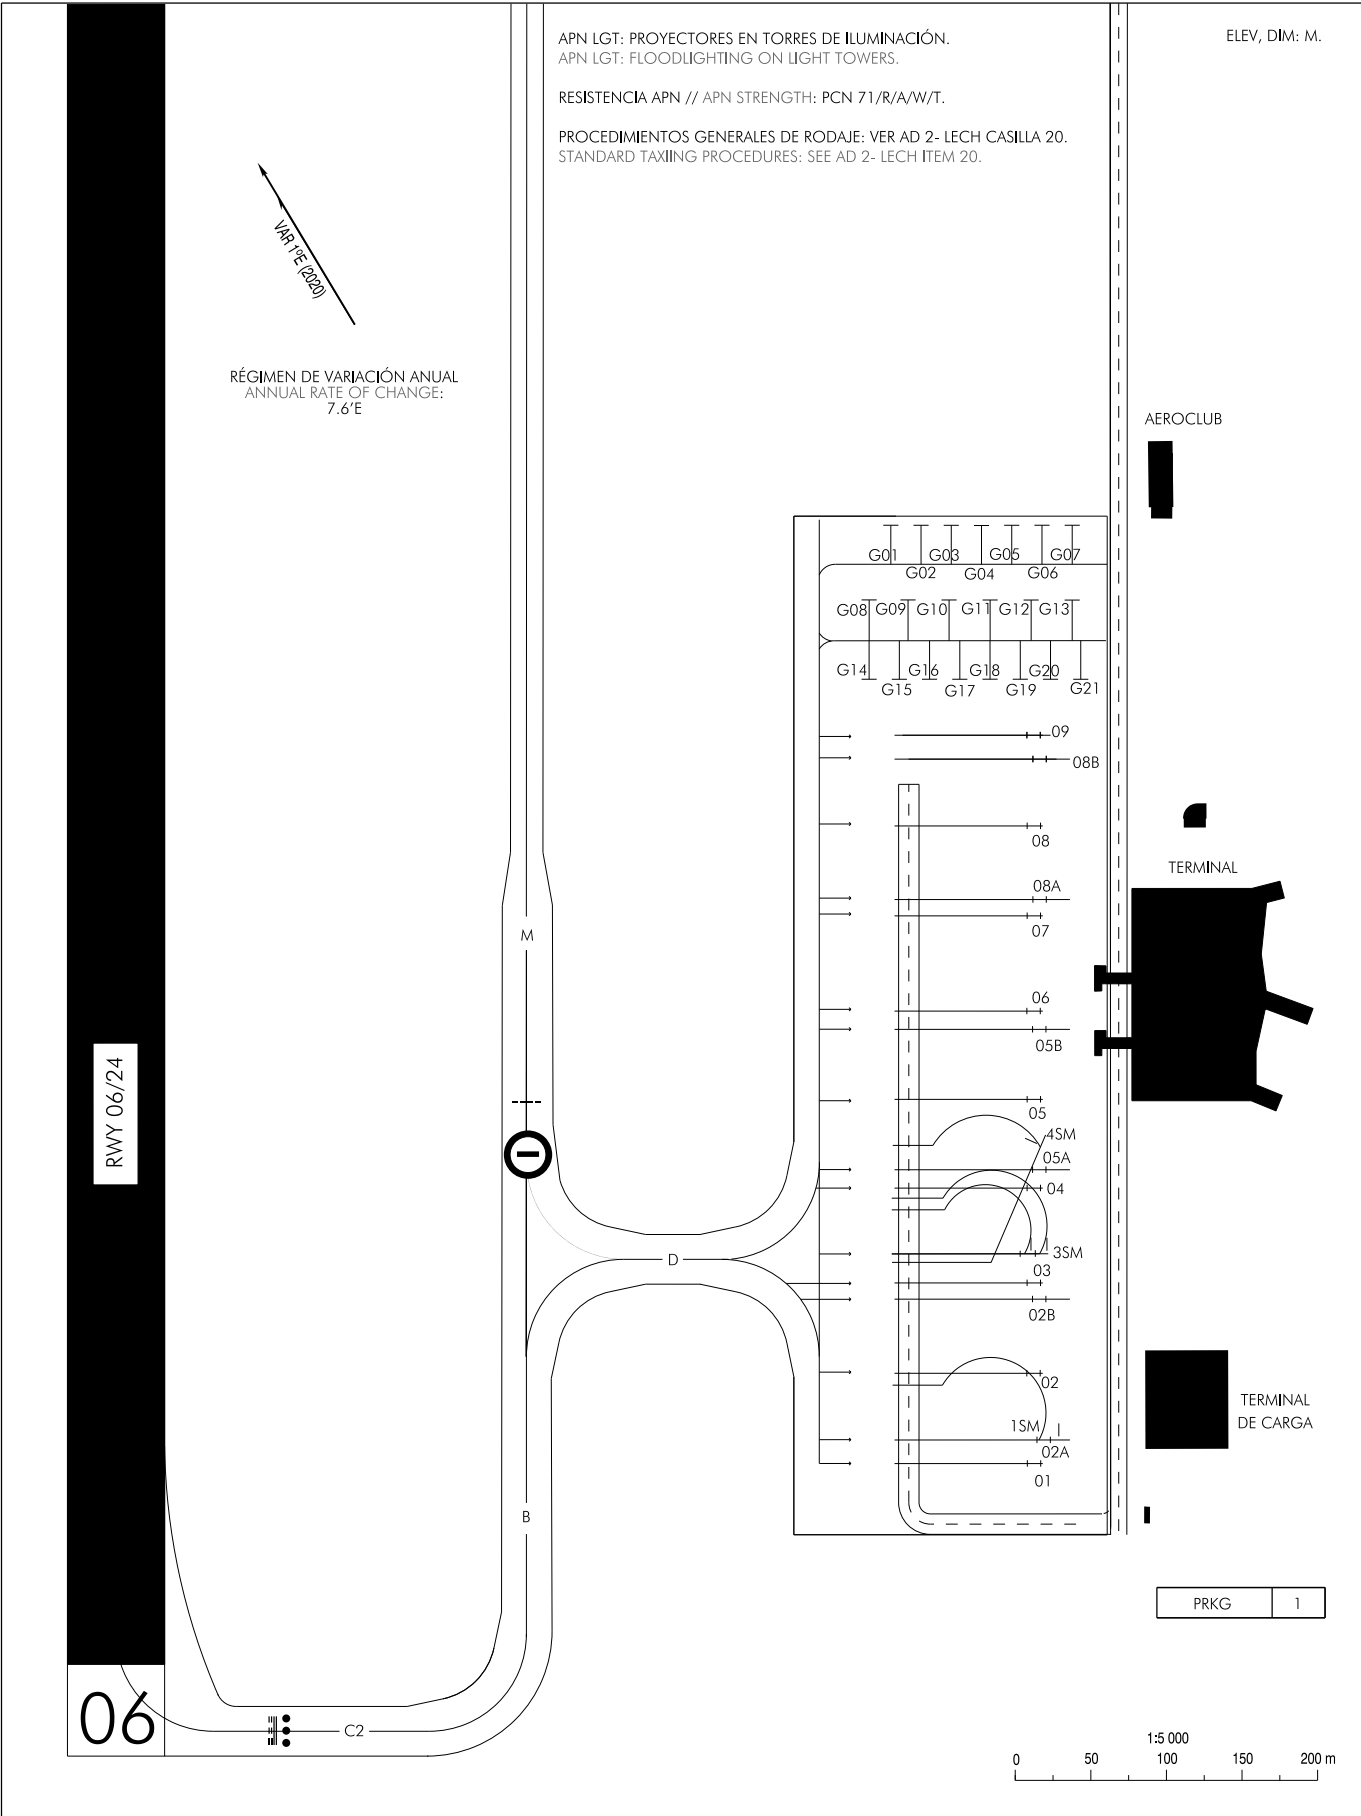 APN LGT: PROYECTORES EN TORRES DE ILUMINACIÓN.
APN LGT: FLOODLIGHTING ON LIGHT TOWERS.
ELEV, DIM: M.
RESISTENCIA APN // APN STRENGTH: PCN 71/R/A/W/T.
PROCEDIMIENTOS GENERALES DE RODAJE: VER AD 2- LECH CASILLA 20.
STANDARD TAXIING PROCEDURES: SEE AD 2- LECH ITEM 20.
VAR 1ºE (2020)
RÉGIMEN DE VARIACIÓN ANUAL
ANNUAL RATE OF CHANGE:
7.6'E
AEROCLUB
G01 G03 G05 G07
G02 G04 G06
G08 G09 G10 G11 G12 G13
G14 G16 G18 G20
G15 G17 G19 G21
09
08B
08
TERMINAL
08A
07
M
06
05B
RWY 06/24
05
4SM
05A
I
04
3SM
D
03
02B
02
TERMINAL
DE CARGA
1SM
02A
01
B
PRKG 1
06
C2
1:5 000
0 50 100 150 200 m